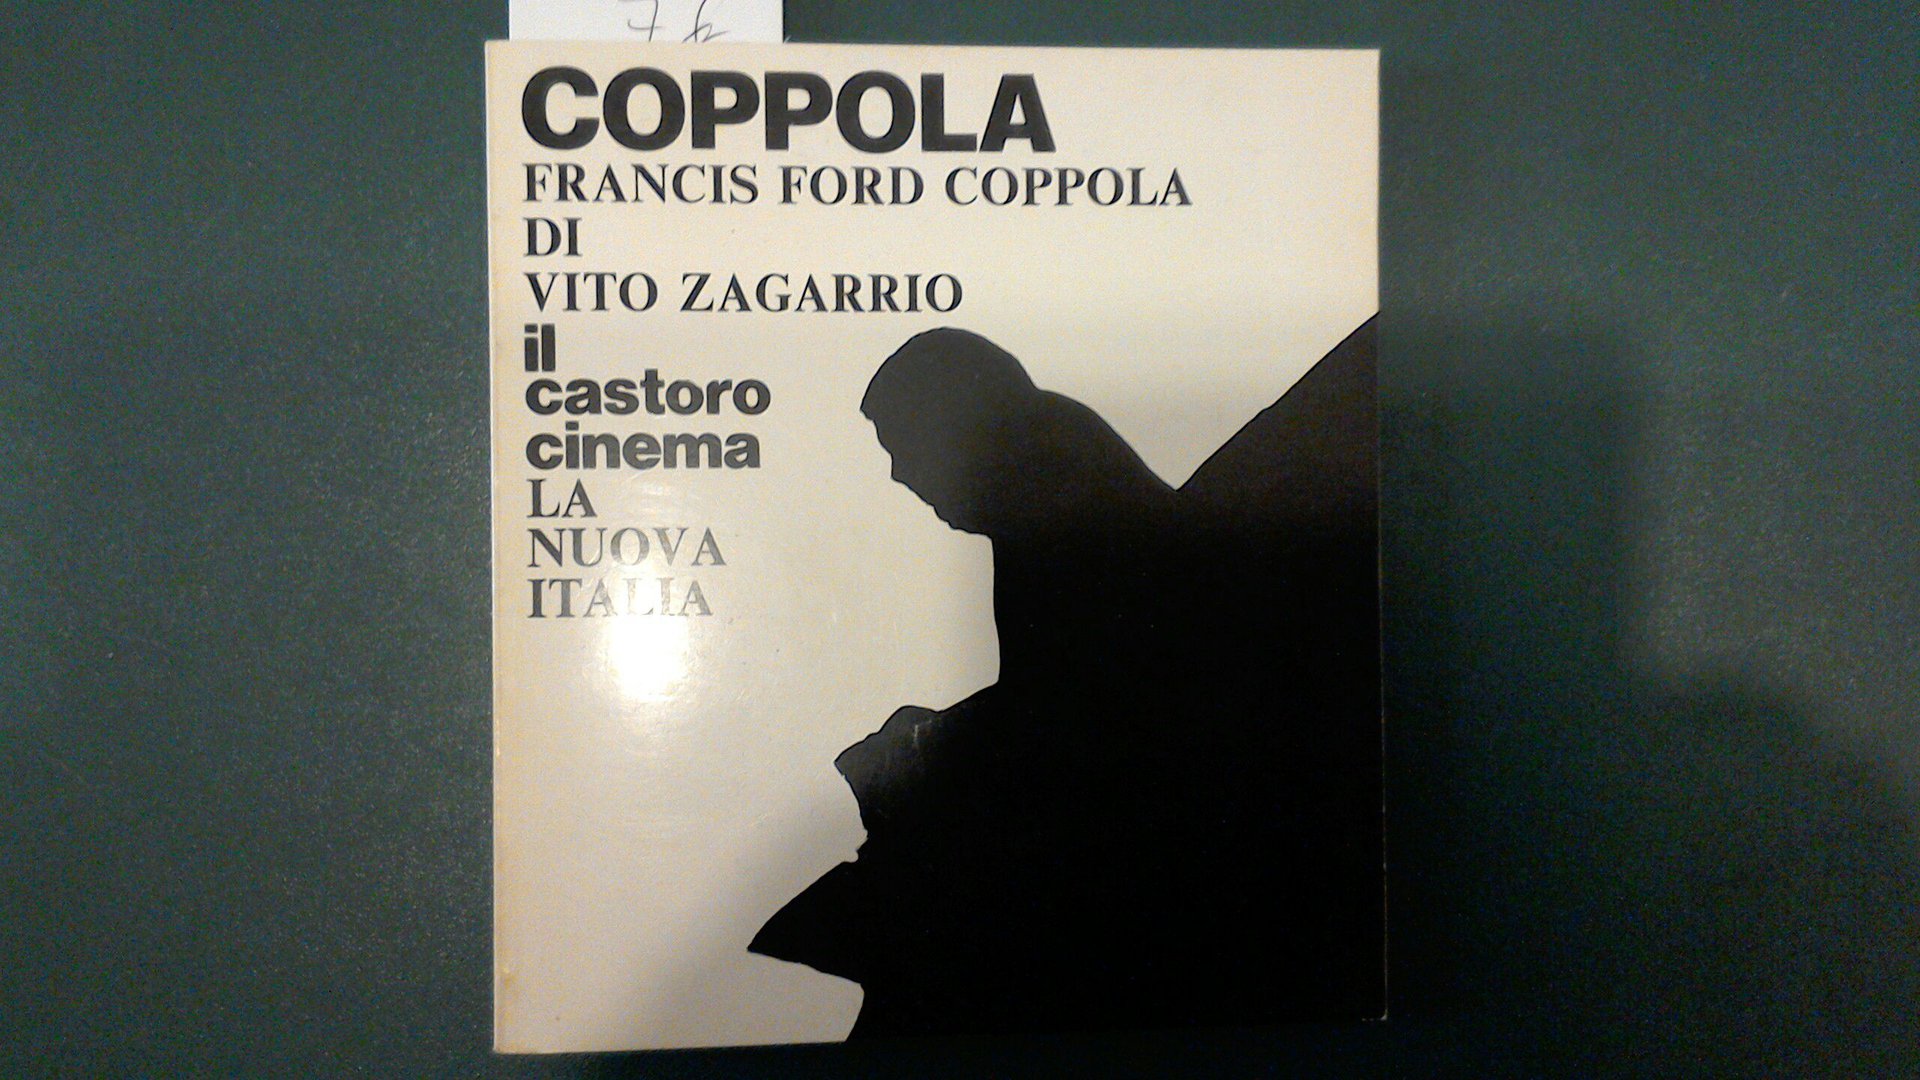 COPPOLA
FRANCIS FORD COPPOLA
DI
VITO ZAGARRIO
il
castoro
cinema
LA
NUOVA
ITALIA